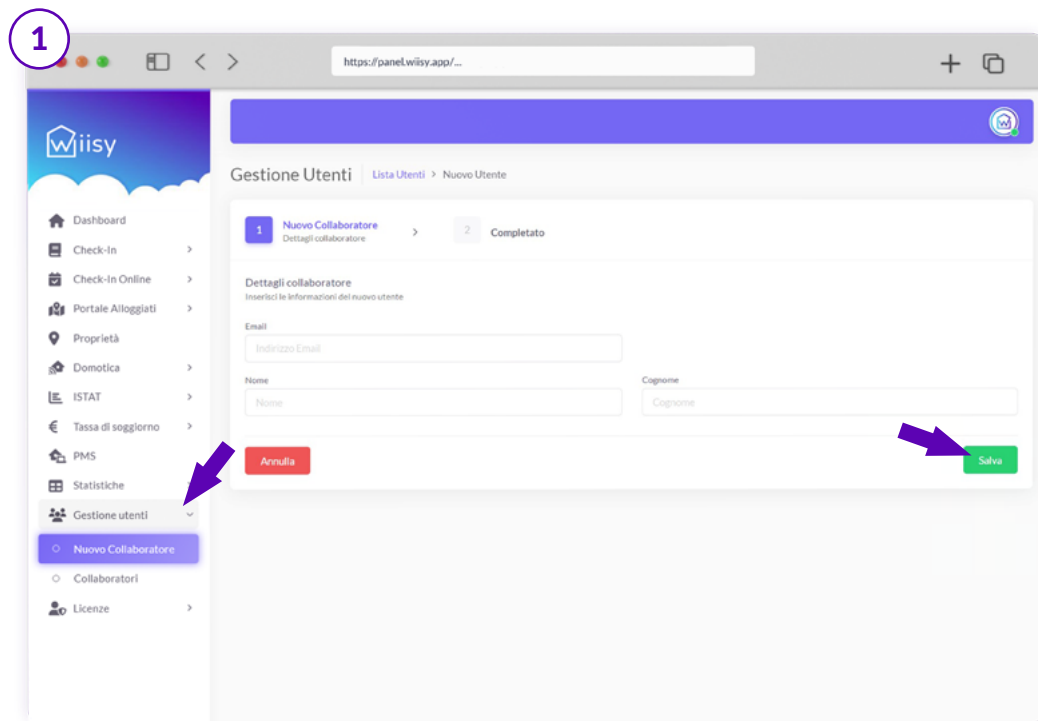 1
https://panel.wiisy.app/...
wiisy
Gestione Utenti Lista Utenti > Nuovo Utente
Dashboard
Check-In
Check-In Online
Portale Alloggiati
Proprietà
Domotica
ISTAT
Tassa di soggiorno
PMS
Statistiche
Gestione utenti
Nuovo Collaboratore
Collaboratori
Licenze
1 Nuovo Collaboratore > 2 Completato
Dettagli collaboratore
Dettagli collaboratore
Inserisci le informazioni del nuovo utente
Email
Indirizzo Email
Nome Cognome
Nome Cognome
Annulla Salva